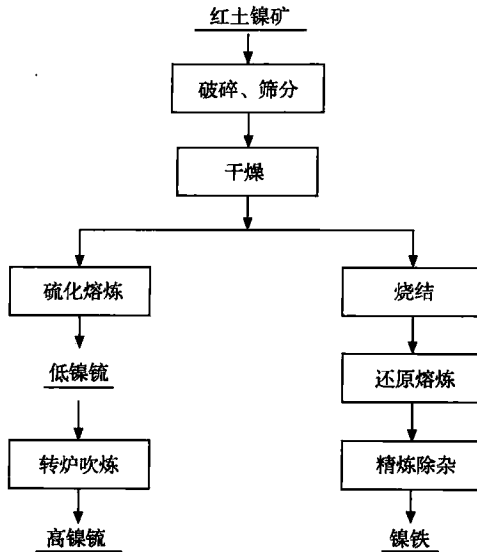 红土镍矿
破碎、筛分
干燥
硫化熔炼
烧结
低镍锍
还原熔炼
转炉吹炼
精炼除杂
高镍锍
镍铁